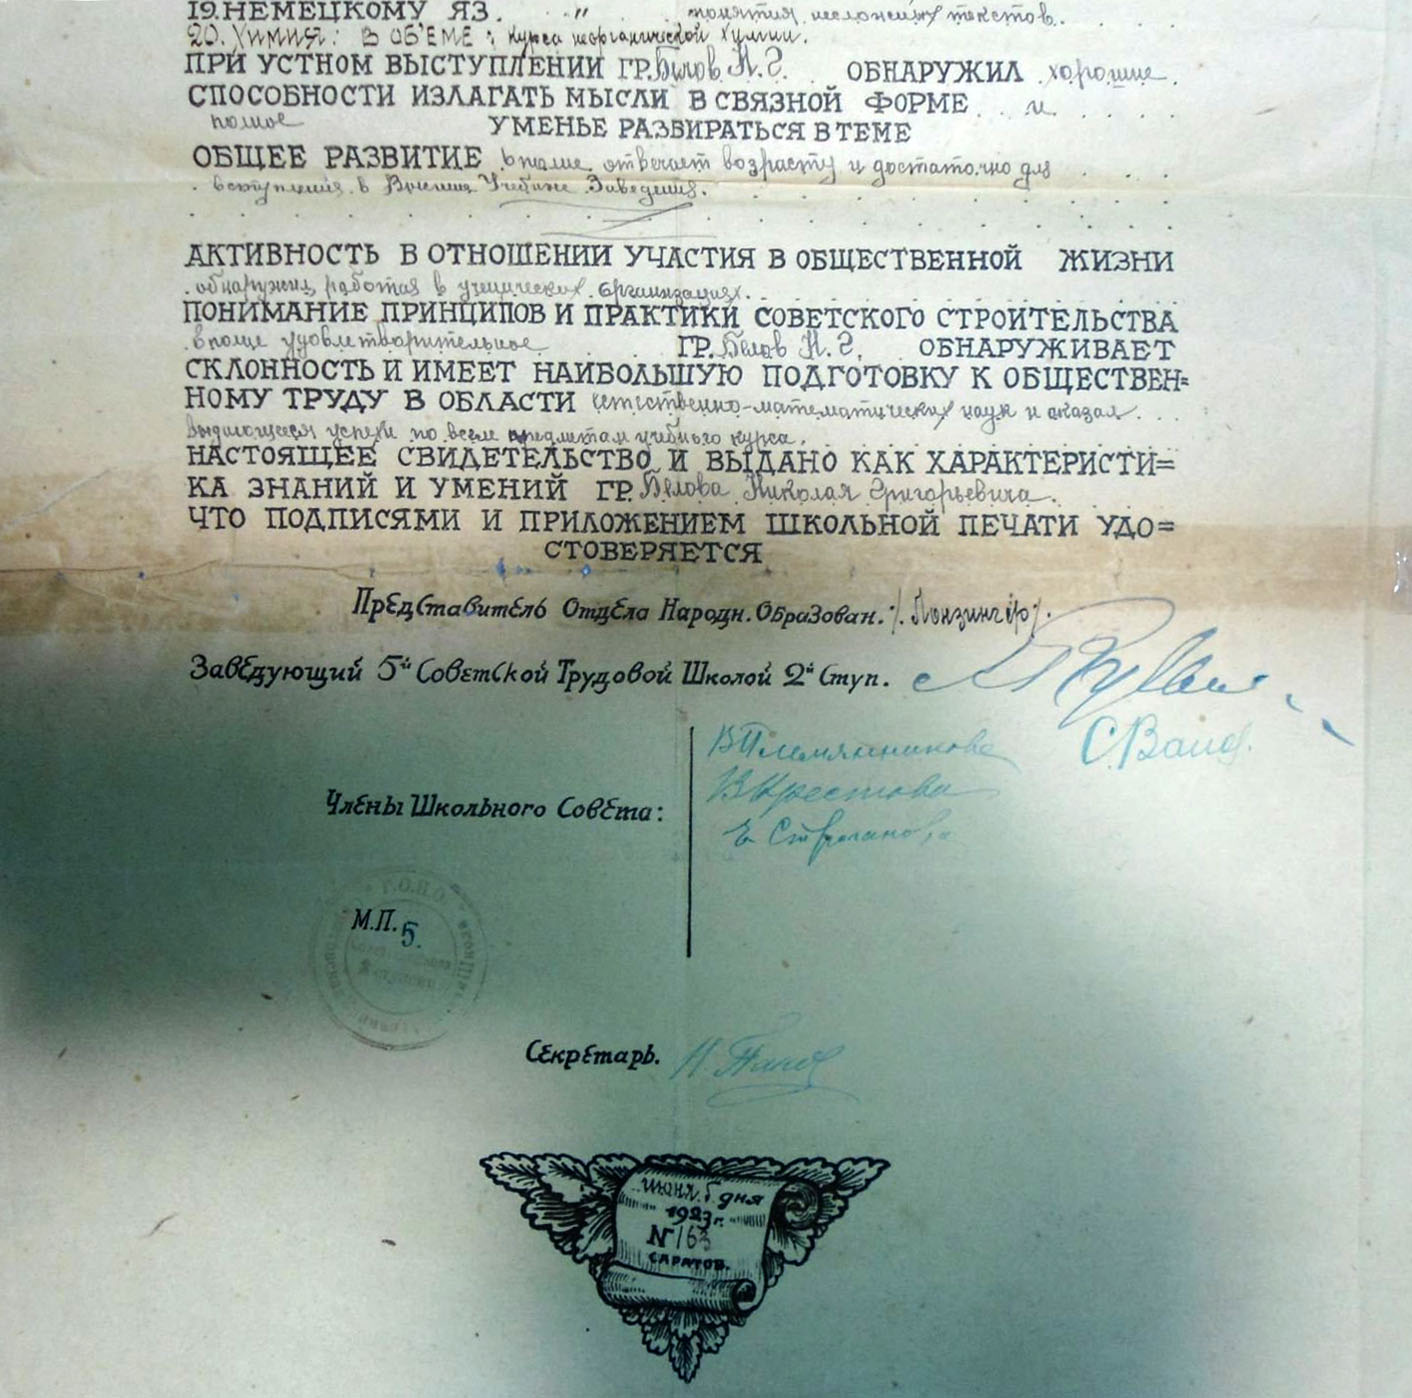 19. НЕМЕЦКОМУ ЯЗ. " понятия несложных текстов.
20. ХИМИЯ: В ОБ'ЕМЕ: курса неорганической Химии.
ПРИ УСТНОМ ВЫСТУПЛЕНИИ ГР. Белов Н. Г. ОБНАРУЖИЛ хорошие
СПОСОБНОСТИ ИЗЛАГАТЬ МЫСЛИ В СВЯЗНОЙ ФОРМЕ и
полное УМЕНЬЕ РАЗБИРАТЬСЯ В ТЕМЕ
ОБЩЕЕ РАЗВИТИЕ вполне отвечает возрасту и достаточно для
вступления в Высшие Учебные Заведения.
АКТИВНОСТЬ В ОТНОШЕНИИ УЧАСТИЯ В ОБЩЕСТВЕННОЙ ЖИЗНИ
обнаружил, работая в ученических организациях.
ПОНИМАНИЕ ПРИНЦИПОВ И ПРАКТИКИ СОВЕТСКОГО СТРОИТЕЛЬСТВА
вполне удовлетворительное ГР. Белов Н. Г. ОБНАРУЖИВАЕТ
СКЛОННОСТЬ И ИМЕЕТ НАИБОЛЬШУЮ ПОДГОТОВКУ К ОБЩЕСТВЕН=
НОМУ ТРУДУ В ОБЛАСТИ естественно-математических наук и оказал
выдающиеся успехи по всем предметам учебного курса.
НАСТОЯЩЕЕ СВИДЕТЕЛЬСТВО И ВЫДАНО КАК ХАРАКТЕРИСТИ=
КА ЗНАНИЙ И УМЕНИЙ ГР. Белова Николая Григорьевича.
ЧТО ПОДПИСЯМИ И ПРИЛОЖЕНИЕМ ШКОЛЬНОЙ ПЕЧАТИ УДО=
СТОВЕРЯЕТСЯ
Представитель Отдела Народн. Образован.
Заведующий 5й Советской Трудовой Школой 2й Ступ.
В Племянникова
С. Ваиф.
В Крестова
Члены Школьного Совета:
Е. Строганова
Г.О.Н.О.
М.П. 5.
Секретарь.
июня 5 дня
1923 г.
№ 163
САРАТОВ.